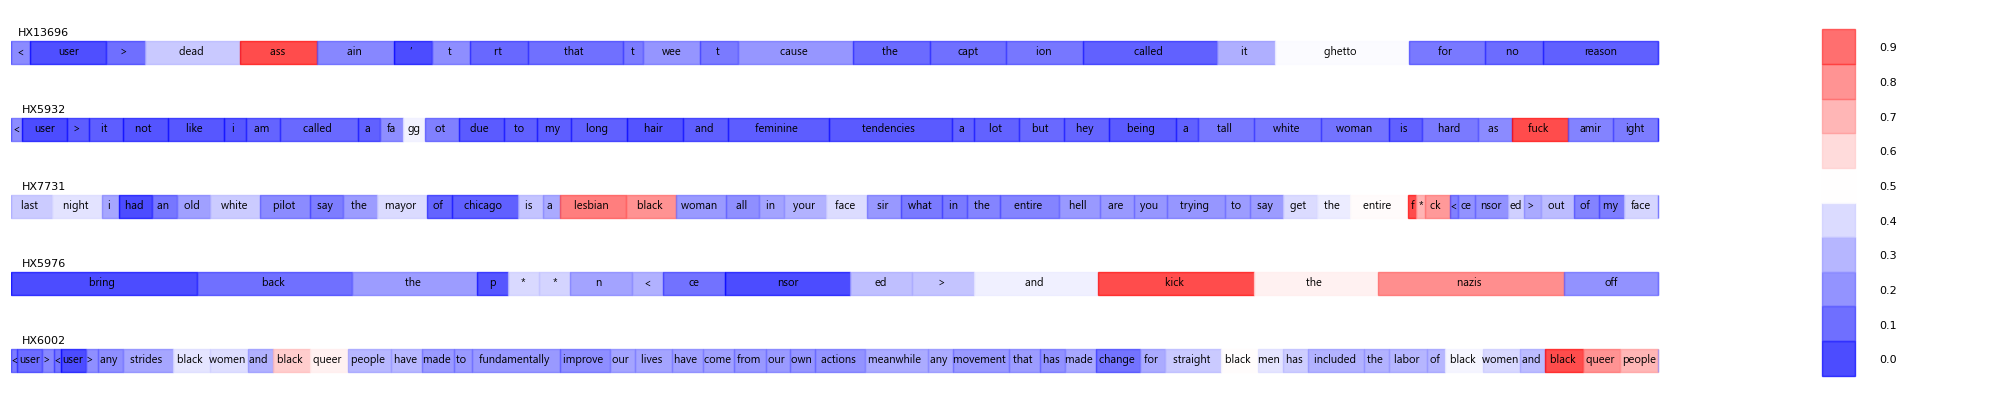 HX13696
< user > dead ass ain ' t rt that t wee t cause the capt ion called it ghetto for no reason
HX5932
< user > it not like i am called a fa gg ot due to my long hair and feminine tendencies a lot but hey being a tall white woman is hard as fuck amir ight
HX7731
last night i had an old white pilot say the mayor of chicago is a lesbian black woman all in your face sir what in the entire hell are you trying to say get the entire f * ck < ce nsor ed > out of my face
HX5976
bring back the p * * n < ce nsor ed > and kick the nazis off
HX6002
< user > < user > any strides black women and black queer people have made to fundamentally improve our lives have come from our own actions meanwhile any movement that has made change for straight black men has included the labor of black women and black queer people
0.9
0.8
0.7
0.6
0.5
0.4
0.3
0.2
0.1
0.0